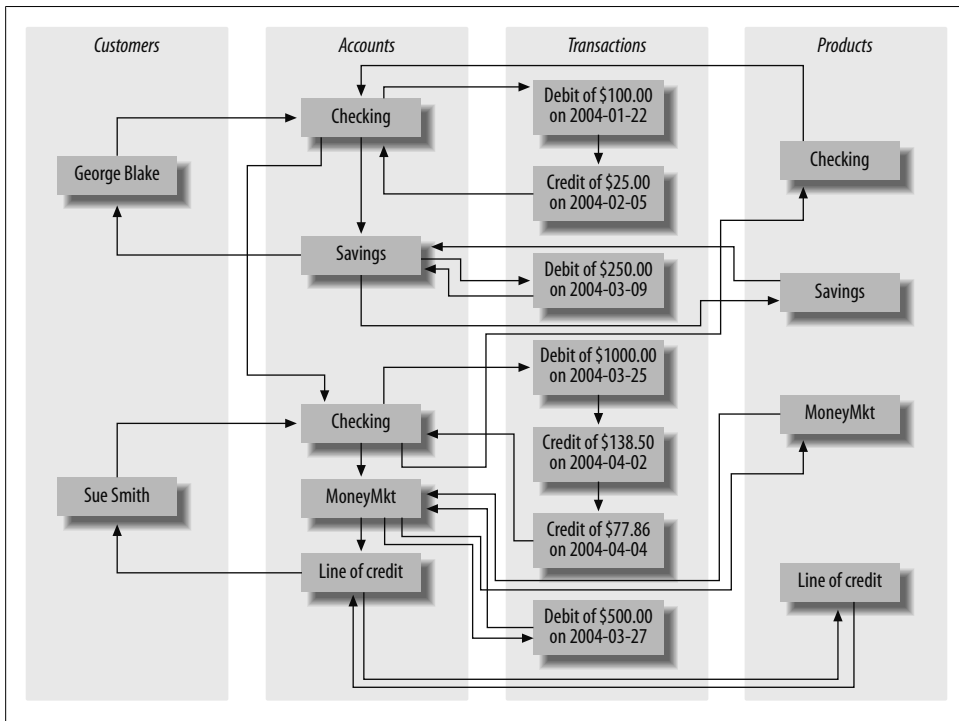 Customers
Accounts
Transactions
Products
George Blake
Sue Smith
Checking
Savings
Checking
MoneyMkt
Line of credit
Debit of $100.00
on 2004-01-22
Credit of $25.00
on 2004-02-05
Debit of $250.00
on 2004-03-09
Debit of $1000.00
on 2004-03-25
Credit of $138.50
on 2004-04-02
Credit of $77.86
on 2004-04-04
Debit of $500.00
on 2004-03-27
Checking
Savings
MoneyMkt
Line of credit